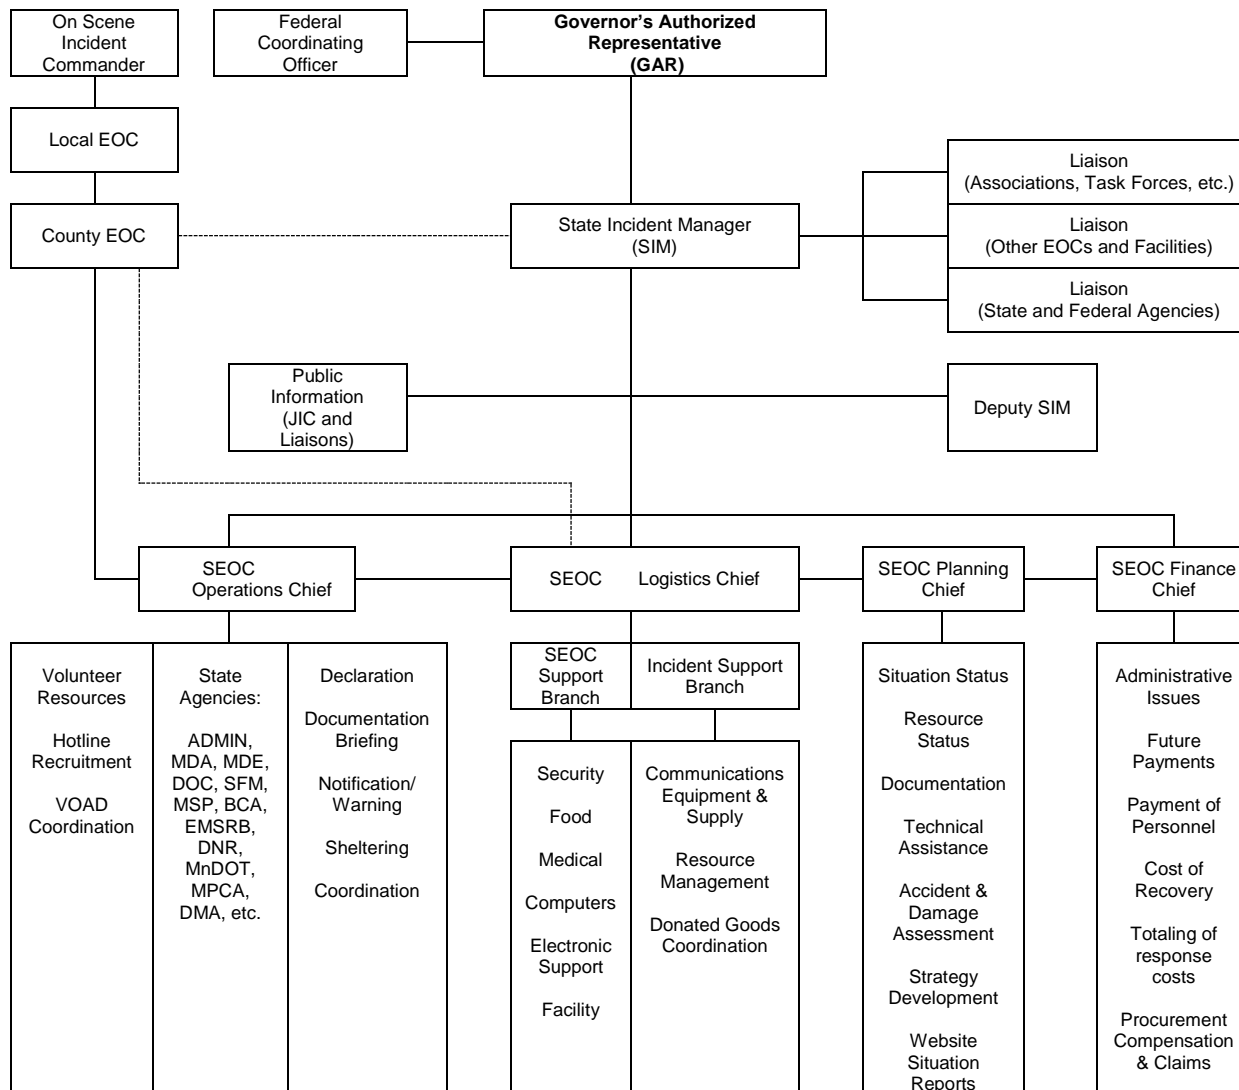 On Scene
Incident
Commander
Federal
Coordinating
Officer
Governor’s Authorized
Representative
(GAR)
Local EOC
Liaison
(Associations, Task Forces, etc.)
County EOC
State Incident Manager
(SIM)
Liaison
(Other EOCs and Facilities)
Liaison
(State and Federal Agencies)
Public
Information
(JIC and
Liaisons)
Deputy SIM
SEOC
Operations Chief
SEOC Logistics Chief
SEOC Planning
Chief
SEOC Finance
Chief
Volunteer
Resources
Hotline
Recruitment
VOAD
Coordination
State
Agencies:
ADMIN,
MDA, MDE,
DOC, SFM,
MSP, BCA,
EMSRB,
DNR,
MnDOT,
MPCA,
DMA, etc.
Declaration
Documentation
Briefing
Notification/
Warning
Sheltering
Coordination
SEOC
Support
Branch
Incident Support
Branch
Security
Food
Medical
Computers
Electronic
Support
Facility
Communications
Equipment &
Supply
Resource
Management
Donated Goods
Coordination
Situation Status
Resource
Status
Documentation
Technical
Assistance
Accident &
Damage
Assessment
Strategy
Development
Website
Situation
Reports
Administrative
Issues
Future
Payments
Payment of
Personnel
Cost of
Recovery
Totaling of
response
costs
Procurement
Compensation
& Claims